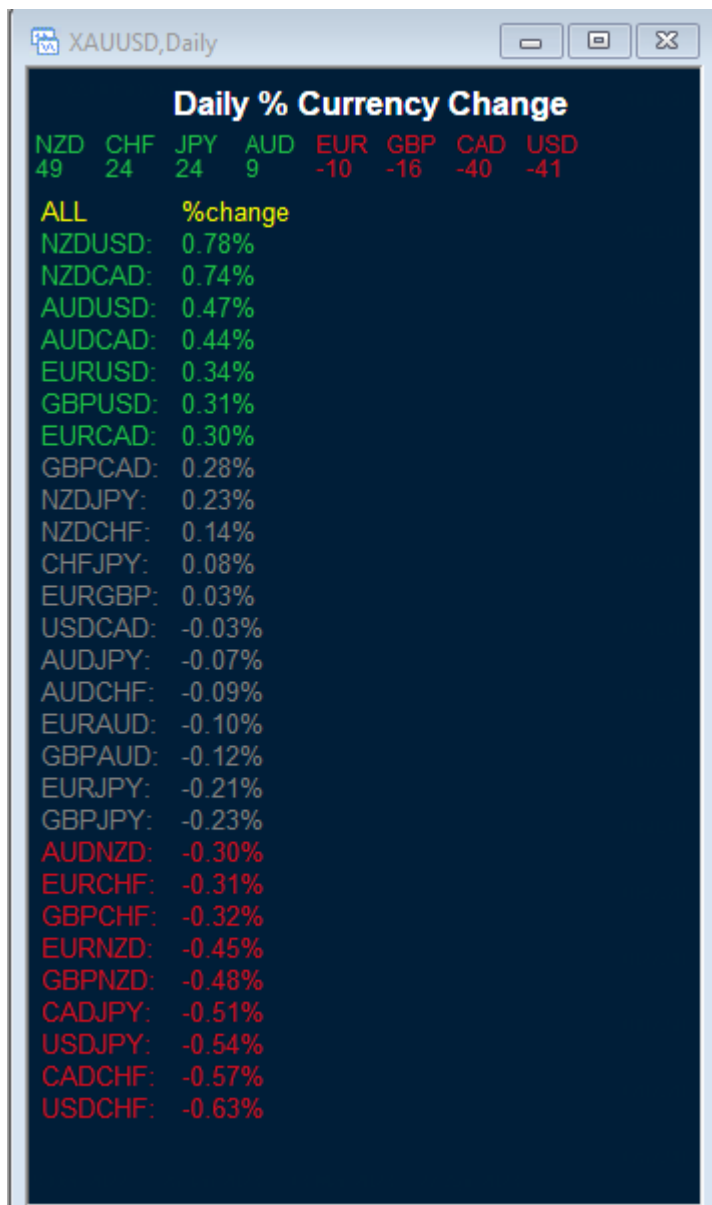 XAUUSD,Daily
Daily % Currency Change
NZD CHF JPY AUD EUR GBP CAD USD
49 24 24 9 -10 -16 -40 -41
ALL %change
NZDUSD: 0.78%
NZDCAD: 0.74%
AUDUSD: 0.47%
AUDCAD: 0.44%
EURUSD: 0.34%
GBPUSD: 0.31%
EURCAD: 0.30%
GBPCAD: 0.28%
NZDJPY: 0.23%
NZDCHF: 0.14%
CHFJPY: 0.08%
EURGBP: 0.03%
USDCAD: -0.03%
AUDJPY: -0.07%
AUDCHF: -0.09%
EURAUD: -0.10%
GBPAUD: -0.12%
EURJPY: -0.21%
GBPJPY: -0.23%
AUDNZD: -0.30%
EURCHF: -0.31%
GBPCHF: -0.32%
EURNZD: -0.45%
GBPNZD: -0.48%
CADJPY: -0.51%
USDJPY: -0.54%
CADCHF: -0.57%
USDCHF: -0.63%